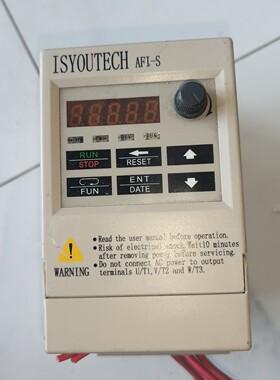 ISYOUTECH AFI-S
RUN
STOP
RESET
FUN
ENT
DATE
WARNING
● Read the user manual before operation.
● Risk of electrical shock.Wait10 minutes
after removing power before servicing.
● Do not connect AC power to output
terminals U/T1,V/T2 and W/T3.